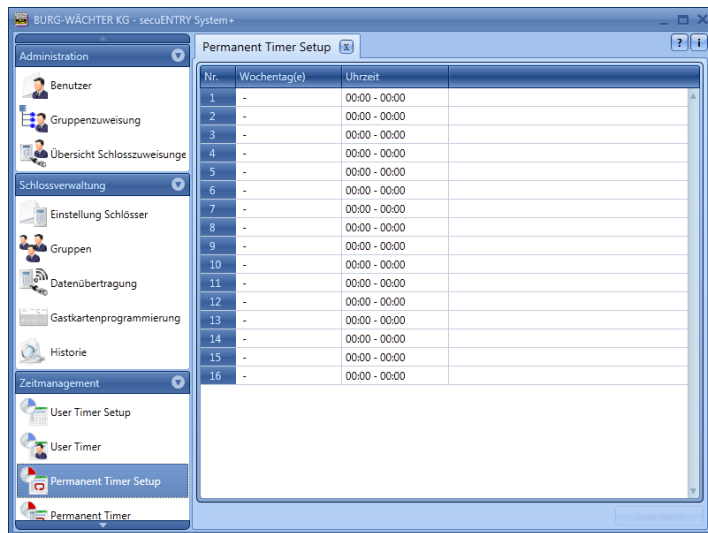 BURG-WÄCHTER KG - secuENTRY System+
Administration
Benutzer
Gruppenzuweisung
Übersicht Schlosszuweisunge
Schlossverwaltung
Einstellung Schlösser
Gruppen
Datenübertragung
Gastkartenprogrammierung
Historie
Zeitmanagement
User Timer Setup
User Timer
Permanent Timer Setup
Permanent Timer
Permanent Timer Setup x
? i
Nr. Wochentag(e) Uhrzeit
1 - 00:00 - 00:00
2 - 00:00 - 00:00
3 - 00:00 - 00:00
4 - 00:00 - 00:00
5 - 00:00 - 00:00
6 - 00:00 - 00:00
7 - 00:00 - 00:00
8 - 00:00 - 00:00
9 - 00:00 - 00:00
10 - 00:00 - 00:00
11 - 00:00 - 00:00
12 - 00:00 - 00:00
13 - 00:00 - 00:00
14 - 00:00 - 00:00
15 - 00:00 - 00:00
16 - 00:00 - 00:00
Speichern